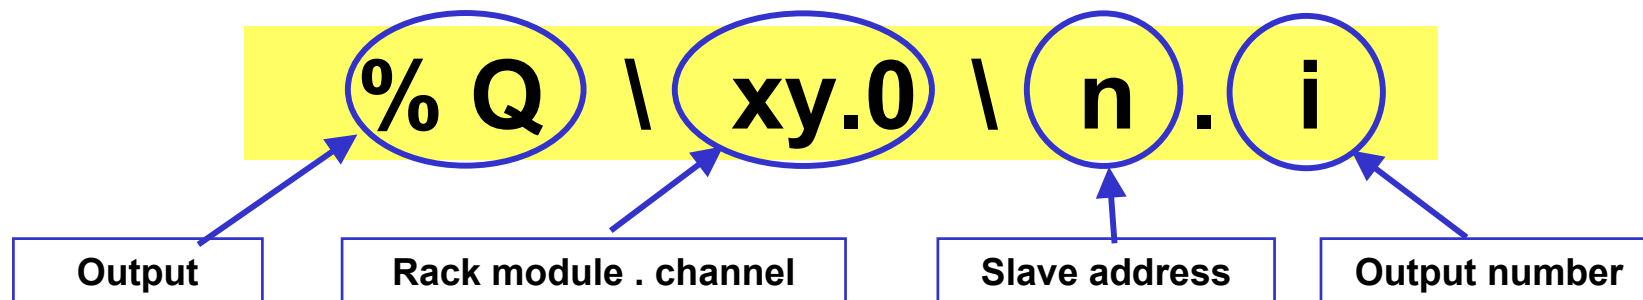 % Q \ xy.0 \ n . i
Output Rack module . channel Slave address Output number